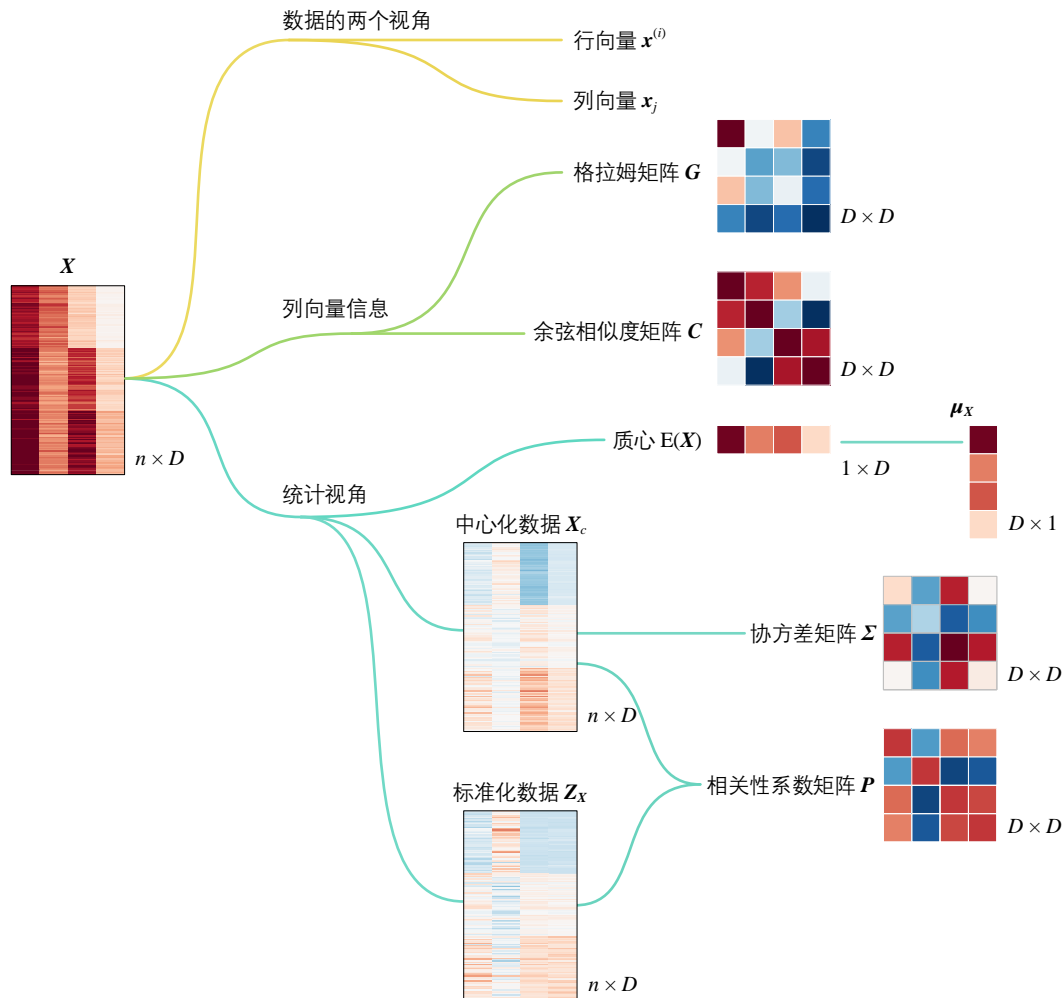 数据的两个视角
行向量 x^(i)
列向量 x_j
格拉姆矩阵 G
D × D
X
列向量信息
余弦相似度矩阵 C
D × D
n × D
质心 E(X)
1 × D
μ_X
D × 1
统计视角
中心化数据 X_c
n × D
协方差矩阵 Σ
D × D
标准化数据 Z_X
n × D
相关性系数矩阵 P
D × D